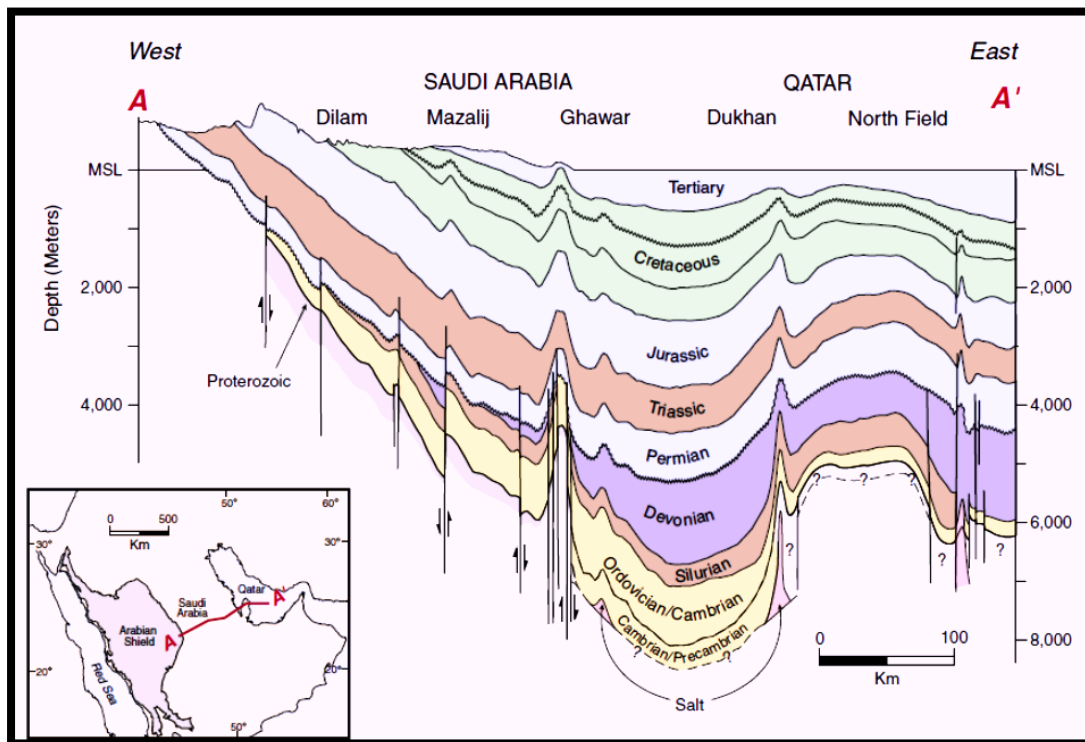 West
East
SAUDI ARABIA
QATAR
A
A'
Dilam
Mazalij
Ghawar
Dukhan
North Field
MSL
MSL
Tertiary
Cretaceous
2,000
2,000
Depth (Meters)
Jurassic
Proterozoic
Triassic
4,000
4,000
Permian
Devonian
6,000
6,000
Silurian
Ordovician/Cambrian
Cambrian/Precambrian
8,000
? ? ?
? ? ?
? ?
Salt
0 100
Km
50° 60°
0 500
Km
30° 30°
Qatar
A'
Saudi
Arabia
A
Arabian
Shield
Red Sea
20° 20°
50°